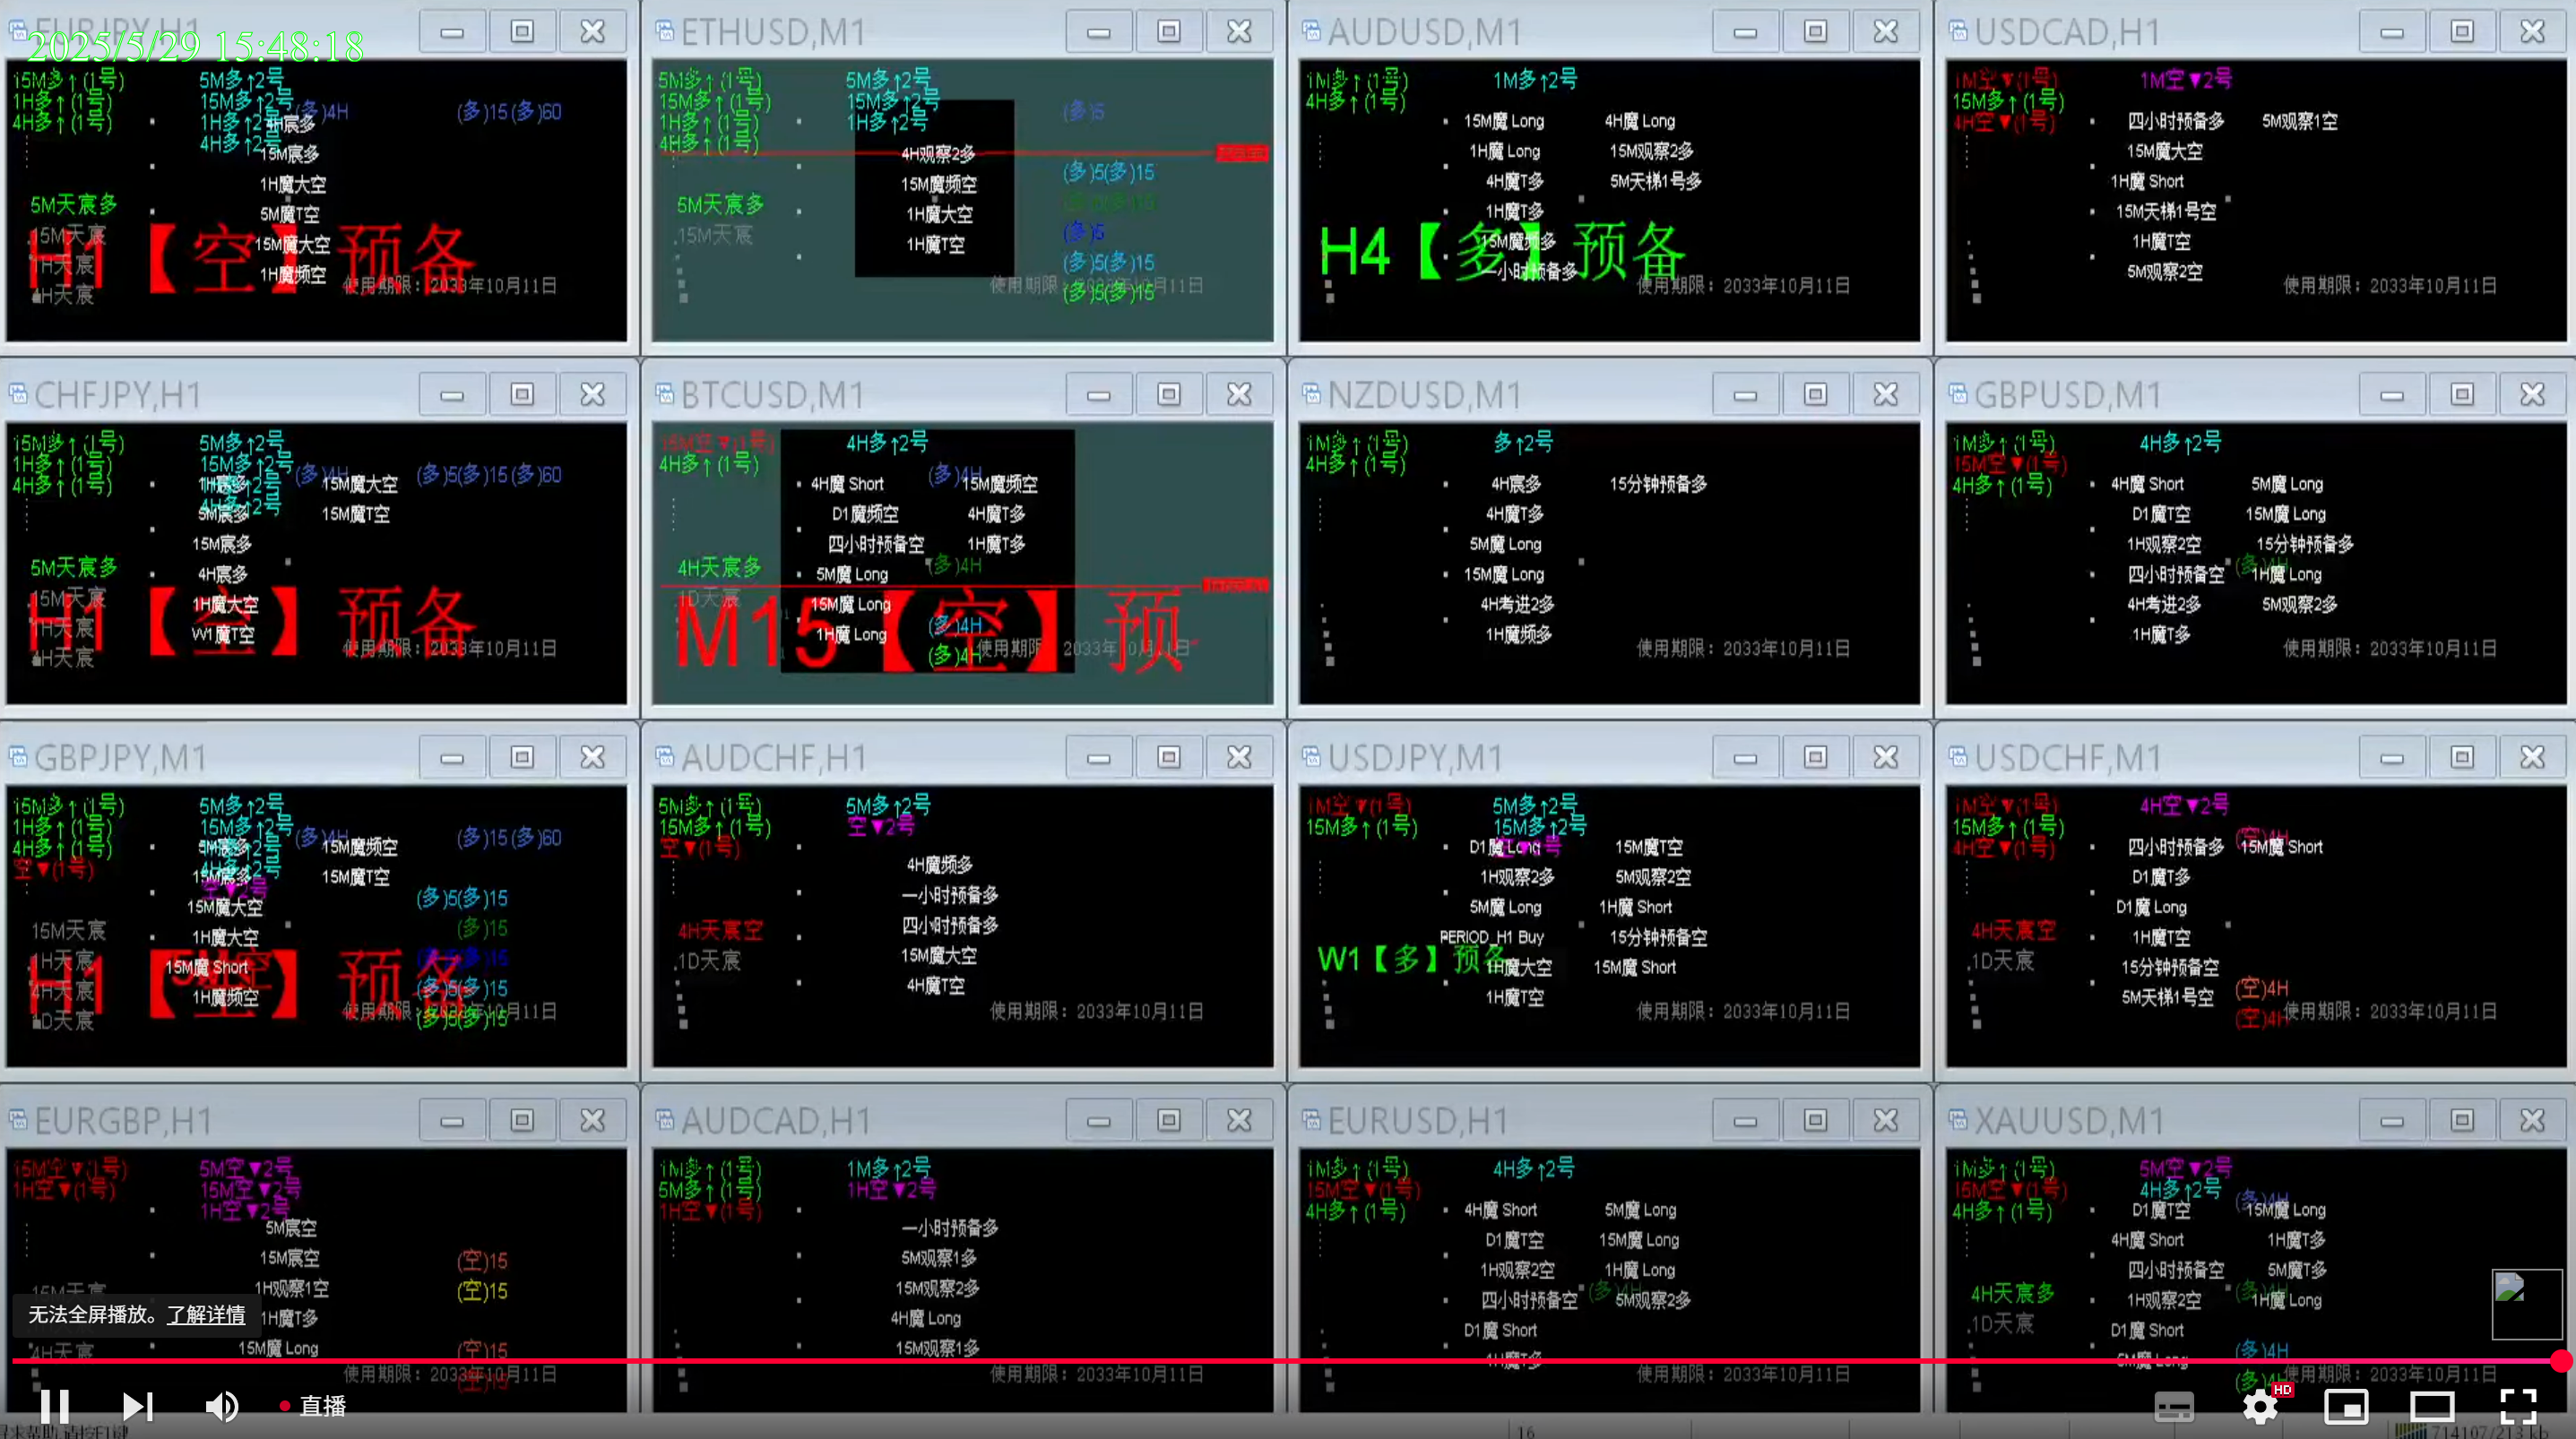 EURJPY,H1
2025/5/29 15:48:18
15M多↑(1号)
1H多↑(1号)
4H多↑(1号)
5M多↑2号
15M多↑2号
1H多↑2号
4H多↑2号
(多)4H
(多)15(多)60
4H宸多
15M宸多
1H魔大空
5M魔T空
15M魔大空
1H魔频空
5M天宸多
15M天宸
1H天宸
4H天宸
H1【空】预备
使用期限：2033年10月11日
ETHUSD,M1
5M多↑(1号)
15M多↑(1号)
1H多↑(1号)
4H多↑(1号)
5M多↑2号
15M多↑2号
1H多↑2号
(多)5
4H观察2多
15M魔频空
1H魔大空
1H魔T空
(多)5(多)15
(多)5
(多)5(多)15
(多)5(多)15
5M天宸多
15M天宸
AUDUSD,M1
1M多↑(1号)
4H多↑(1号)
1M多↑2号
15M魔 Long
4H魔 Long
1H魔 Long
15M观察2多
4H魔T多
5M天梯1号多
1H魔T多
15M魔频多
一小时预备多
H4【多】预备
使用期限：2033年10月11日
USDCAD,H1
1M空▼(1号)
15M多↑(1号)
4H空▼(1号)
1M空▼2号
四小时预备多
5M观察1空
15M魔大空
1H魔 Short
15M天梯1号空
1H魔T空
5M观察2空
使用期限：2033年10月11日
CHFJPY,H1
15M多↑(1号)
1H多↑(1号)
4H多↑(1号)
5M多↑2号
15M多↑2号
4H多↑2号
(多)4H
(多)5(多)15(多)60
1H宸多
15M魔大空
5M宸多
15M魔T空
15M宸多
4H宸多
1H魔大空
W1魔T空
5M天宸多
15M天宸
1H天宸
4H天宸
H1【空】预备
使用期限：2033年10月11日
BTCUSD,M1
15M空▼(1号)
4H多↑(1号)
4H多↑2号
(多)4H
4H魔 Short
15M魔频空
D1魔频空
4H魔T多
四小时预备空
1H魔T多
(多)4H
5M魔 Long
15M魔 Long
1H魔 Long
(多)4H
(多)4H
4H天宸多
1D天宸
M15【空】预
2033年10月11日
NZDUSD,M1
1M多↑(1号)
4H多↑(1号)
多↑2号
4H宸多
15分钟预备多
4H魔T多
5M魔 Long
15M魔 Long
4H考进2多
1H魔频多
使用期限：2033年10月11日
GBPUSD,M1
1M多↑(1号)
15M空▼(1号)
4H多↑(1号)
4H多↑2号
4H魔 Short
5M魔 Long
D1魔T空
15M魔 Long
1H观察2空
15分钟预备多
四小时预备空
1H魔 Long
4H考进2多
5M观察2多
1H魔T多
使用期限：2033年10月11日
GBPJPY,M1
15M多↑(1号)
1H多↑(1号)
4H多↑(1号)
空▼(1号)
5M多↑2号
15M多↑2号
4H多↑2号
空▼2号
(多)4H
(多)15(多)60
5M宸多
15M魔频空
15M宸多
15M魔T空
15M魔大空
1H魔大空
15M魔 Short
1H魔频空
(多)5(多)15
(多)15
(多)5(多)15
(多)5(多)15
15M天宸
1H天宸
4H天宸
1D天宸
H1【空】预备
使用期限：2033年10月11日
AUDCHF,H1
5M多↑(1号)
15M多↑(1号)
空▼(1号)
5M多↑2号
空▼2号
4H魔频多
一小时预备多
四小时预备多
15M魔大空
4H魔T空
4H天宸空
1D天宸
使用期限：2033年10月11日
USDJPY,M1
1M空▼(1号)
15M多↑(1号)
5M多↑2号
15M多↑2号
D1魔 Long
15M魔T空
1H观察2多
5M观察2空
5M魔 Long
1H魔 Short
PERIOD_H1 Buy
15分钟预备空
1H魔大空
15M魔 Short
1H魔T空
W1【多】预备
使用期限：2033年10月11日
USDCHF,M1
1M空▼(1号)
15M多↑(1号)
4H空▼(1号)
4H空▼2号
(空)4H
四小时预备多
15M魔 Short
D1魔T多
D1魔 Long
1H魔T空
15分钟预备空
5M天梯1号空
(空)4H
(空)4H
4H天宸空
1D天宸
使用期限：2033年10月11日
EURGBP,H1
15M空▼(1号)
1H空▼(1号)
5M空▼2号
15M空▼2号
1H空▼2号
5M宸空
15M宸空
1H观察1空
1H魔T多
15M魔 Long
(空)15
(空)15
(空)15
(空)15
15M天宸
4H天宸
使用期限：2033年10月11日
AUDCAD,H1
1M多↑(1号)
5M多↑(1号)
1H空▼(1号)
1M多↑2号
1H空▼2号
一小时预备多
5M观察1多
15M观察2多
4H魔 Long
15M观察1多
使用期限：2033年10月11日
EURUSD,H1
1M多↑(1号)
15M空▼(1号)
4H多↑(1号)
4H多↑2号
4H魔 Short
5M魔 Long
D1魔T空
15M魔 Long
1H观察2空
1H魔 Long
四小时预备空
5M观察2多
D1魔 Short
1H魔T多
使用期限：2033年10月11日
XAUUSD,M1
1M多↑(1号)
15M空▼(1号)
4H多↑(1号)
5M空▼2号
4H多↑2号
(多)4H
D1魔T空
15M魔 Long
4H魔 Short
1H魔T多
四小时预备空
5M魔T多
1H观察2空
1H魔 Long
D1魔 Short
5M魔 Long
(多)4H
4H天宸多
1D天宸
使用期限：2033年10月11日
无法全屏播放。了解详情
直播
HD
16
714107/213 kb